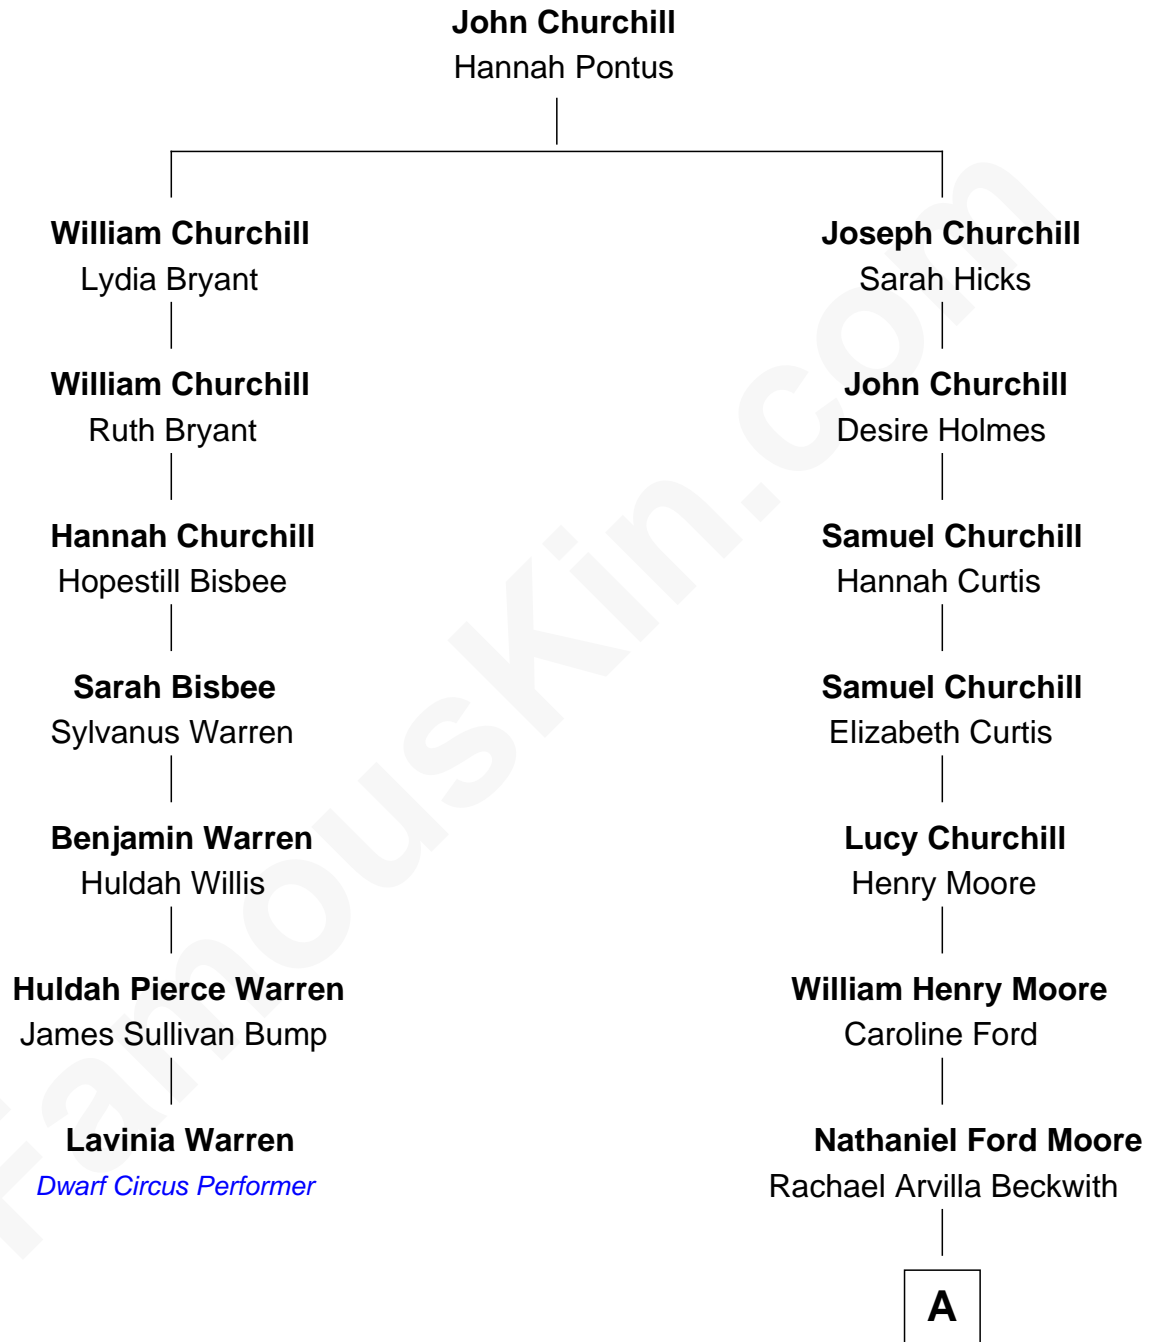 John Churchill
Hannah Pontus
William Churchill
Lydia Bryant
William Churchill
Ruth Bryant
Hannah Churchill
Hopestill Bisbee
Sarah Bisbee
Sylvanus Warren
Benjamin Warren
Huldah Willis
Huldah Pierce Warren
James Sullivan Bump
Lavinia Warren
Dwarf Circus Performer
Joseph Churchill
Sarah Hicks
John Churchill
Desire Holmes
Samuel Churchill
Hannah Curtis
Samuel Churchill
Elizabeth Curtis
Lucy Churchill
Henry Moore
William Henry Moore
Caroline Ford
Nathaniel Ford Moore
Rachael Arvilla Beckwith
A
FamousKin.com